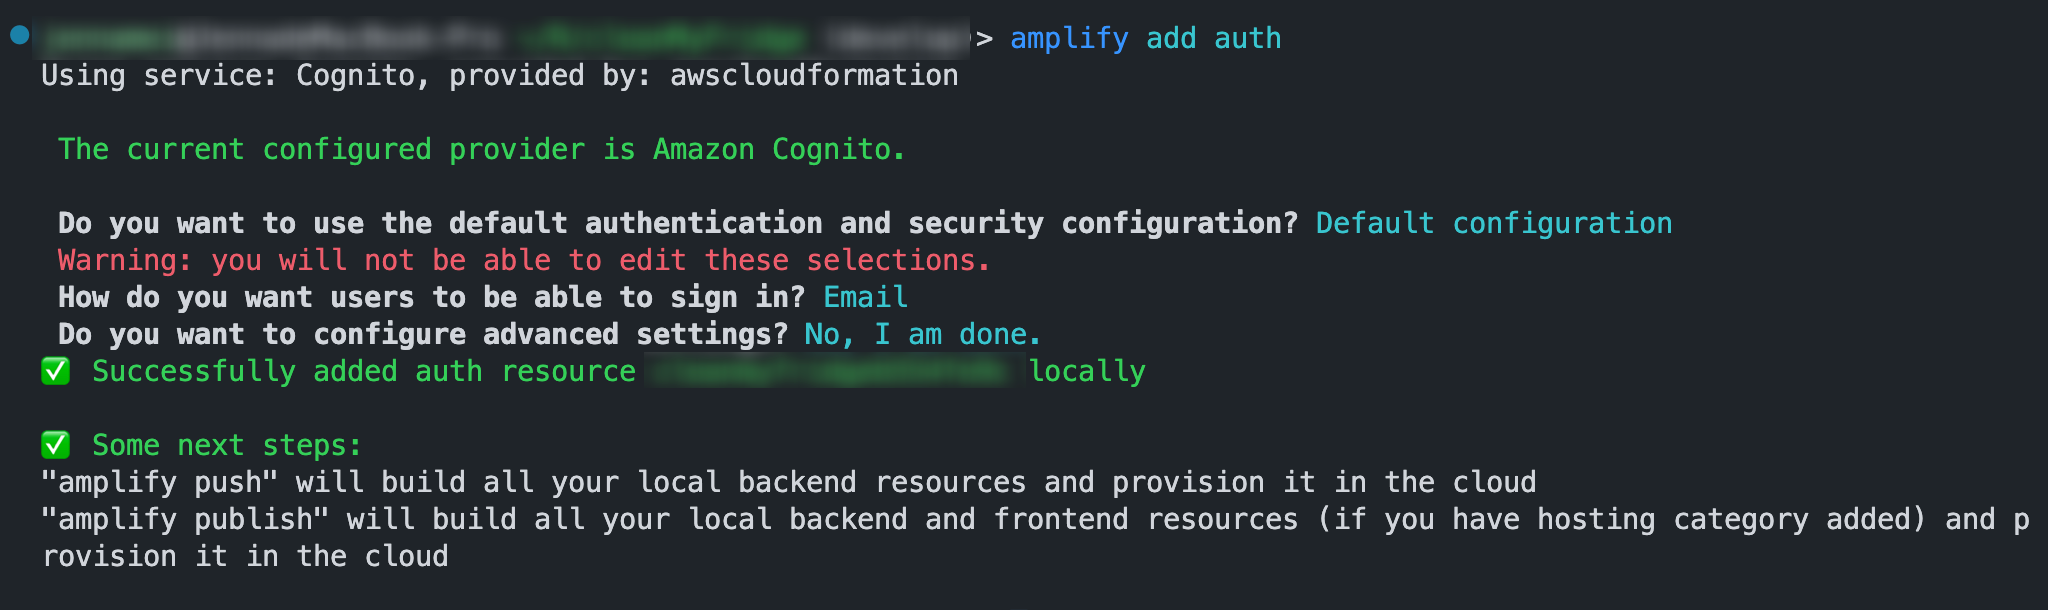 > amplify add auth
Using service: Cognito, provided by: awscloudformation
The current configured provider is Amazon Cognito.
Do you want to use the default authentication and security configuration? Default configuration
Warning: you will not be able to edit these selections.
How do you want users to be able to sign in? Email
Do you want to configure advanced settings? No, I am done.
✅ Successfully added auth resource locally
✅ Some next steps:
"amplify push" will build all your local backend resources and provision it in the cloud
"amplify publish" will build all your local backend and frontend resources (if you have hosting category added) and p
rovision it in the cloud